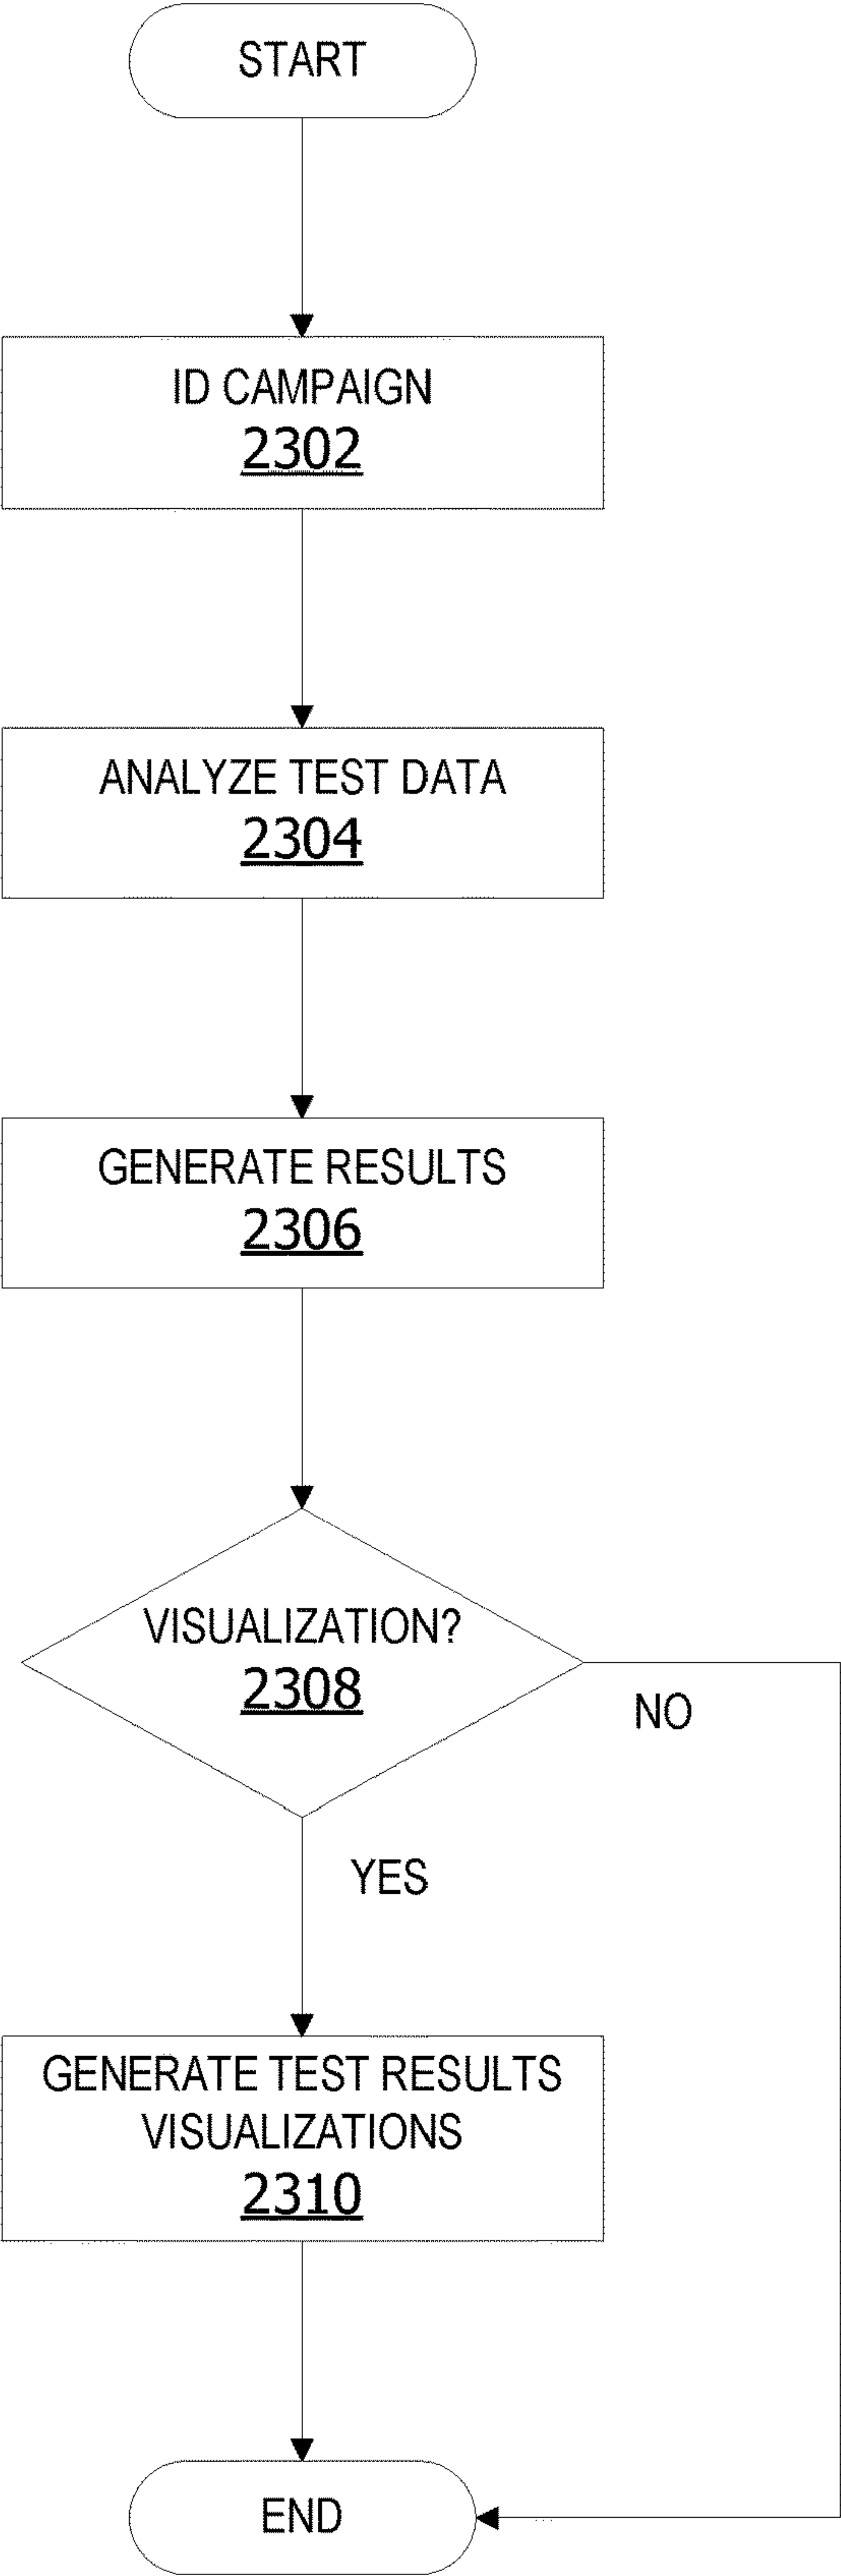 START
ID CAMPAIGN
2302
ANALYZE TEST DATA
2304
GENERATE RESULTS
2306
VISUALIZATION?
2308
NO
YES
GENERATE TEST RESULTS
VISUALIZATIONS
2310
END